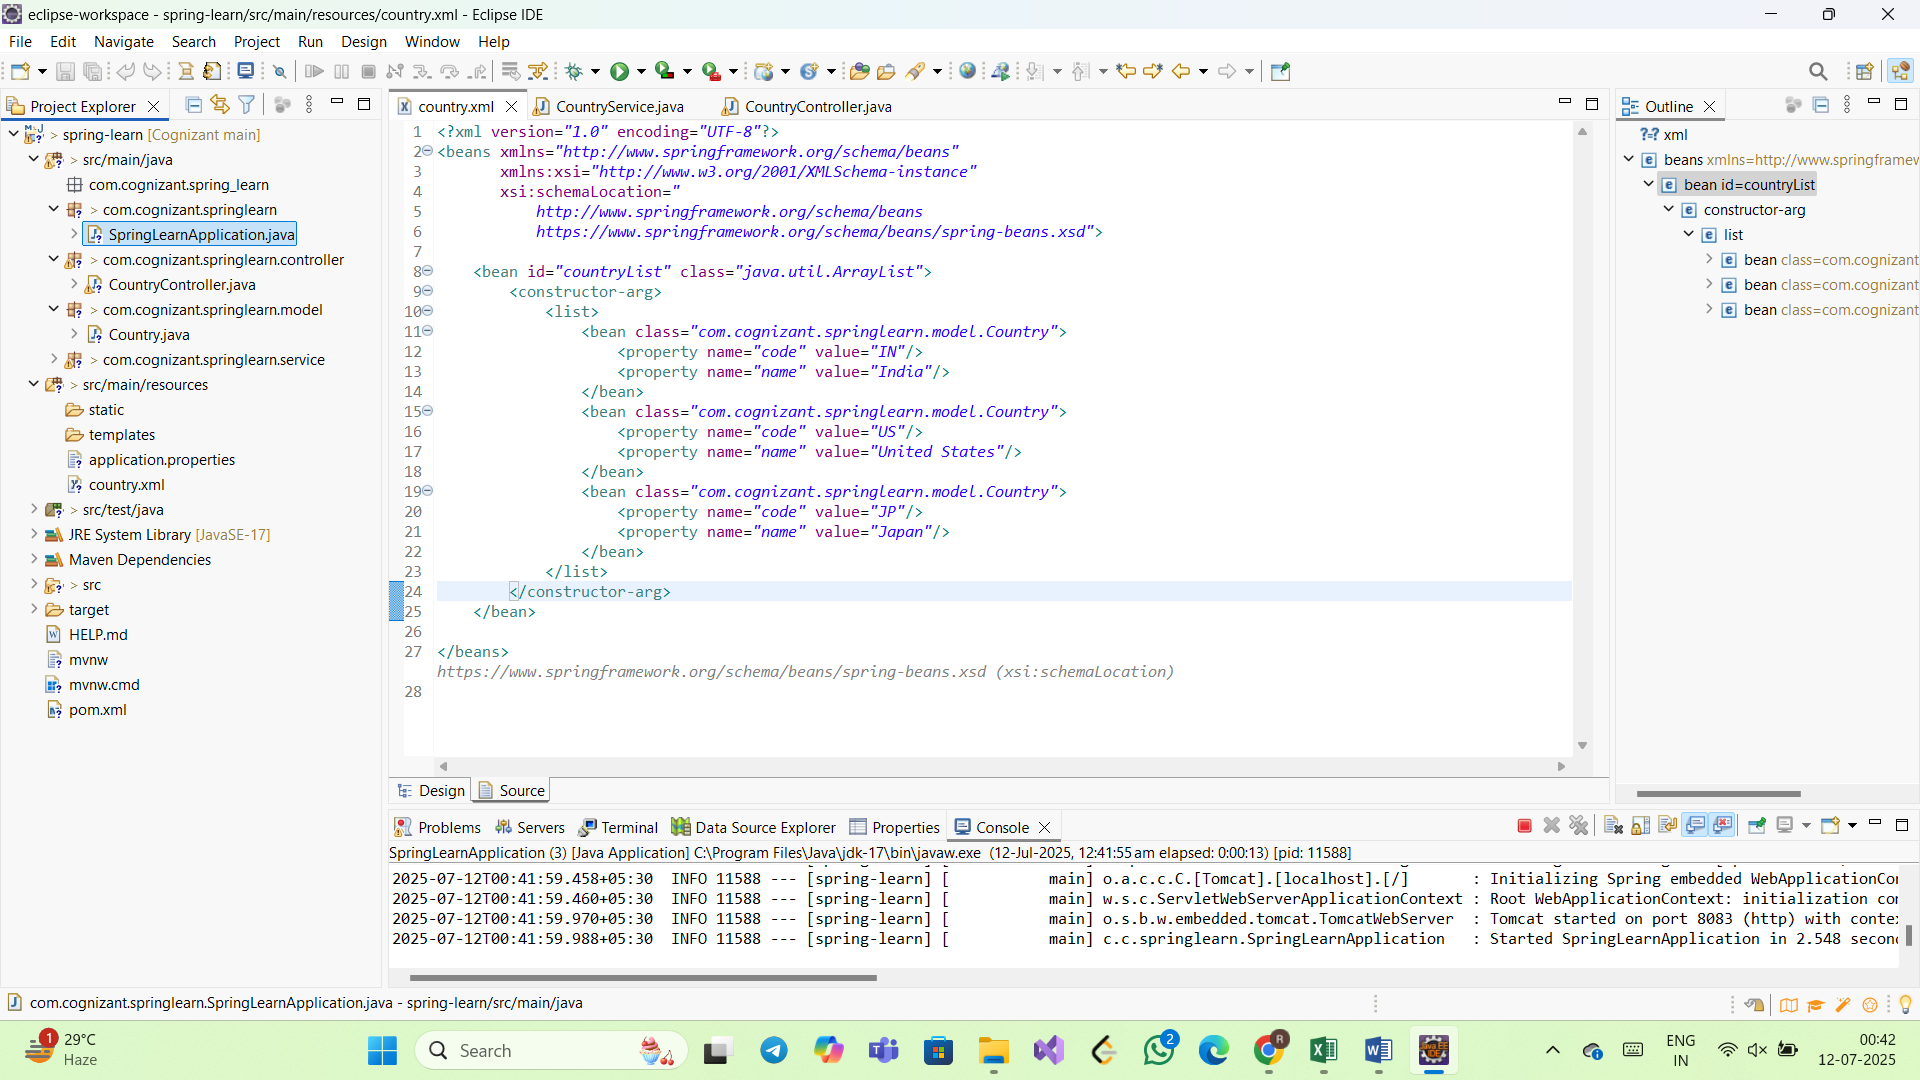 eclipse-workspace - spring-learn/src/main/resources/country.xml - Eclipse IDE
File Edit Navigate Search Project Run Design Window Help
Project Explorer
spring-learn [Cognizant main]
> src/main/java
com.cognizant.spring_learn
> com.cognizant.springlearn
SpringLearnApplication.java
> com.cognizant.springlearn.controller
CountryController.java
> com.cognizant.springlearn.model
Country.java
> com.cognizant.springlearn.service
> src/main/resources
static
templates
application.properties
country.xml
> src/test/java
JRE System Library [JavaSE-17]
Maven Dependencies
> src
target
HELP.md
mvnw
mvnw.cmd
pom.xml
country.xml CountryService.java CountryController.java
1 <?xml version="1.0" encoding="UTF-8"?>
2 <beans xmlns="http://www.springframework.org/schema/beans"
3 xmlns:xsi="http://www.w3.org/2001/XMLSchema-instance"
4 xsi:schemaLocation="
5 http://www.springframework.org/schema/beans
6 https://www.springframework.org/schema/beans/spring-beans.xsd">
7
8 <bean id="countryList" class="java.util.ArrayList">
9 <constructor-arg>
10 <list>
11 <bean class="com.cognizant.springlearn.model.Country">
12 <property name="code" value="IN"/>
13 <property name="name" value="India"/>
14 </bean>
15 <bean class="com.cognizant.springlearn.model.Country">
16 <property name="code" value="US"/>
17 <property name="name" value="United States"/>
18 </bean>
19 <bean class="com.cognizant.springlearn.model.Country">
20 <property name="code" value="JP"/>
21 <property name="name" value="Japan"/>
22 </bean>
23 </list>
24 </constructor-arg>
25 </bean>
26
27 </beans>
https://www.springframework.org/schema/beans/spring-beans.xsd (xsi:schemaLocation)
28
Design Source
Outline
?=? xml
beans xmlns=http://www.springframew
bean id=countryList
constructor-arg
list
bean class=com.cognizant
bean class=com.cognizant
bean class=com.cognizant
Problems Servers Terminal Data Source Explorer Properties Console
SpringLearnApplication (3) [Java Application] C:\Program Files\Java\jdk-17\bin\javaw.exe (12-Jul-2025, 12:41:55 am elapsed: 0:00:13) [pid: 11588]
2025-07-12T00:41:59.458+05:30 INFO 11588 --- [spring-learn] [ main] o.a.c.c.C.[Tomcat].[localhost].[/] : Initializing Spring embedded WebApplicationCo
2025-07-12T00:41:59.460+05:30 INFO 11588 --- [spring-learn] [ main] w.s.c.ServletWebServerApplicationContext : Root WebApplicationContext: initialization co
2025-07-12T00:41:59.970+05:30 INFO 11588 --- [spring-learn] [ main] o.s.b.w.embedded.tomcat.TomcatWebServer : Tomcat started on port 8083 (http) with conte
2025-07-12T00:41:59.988+05:30 INFO 11588 --- [spring-learn] [ main] c.c.springlearn.SpringLearnApplication : Started SpringLearnApplication in 2.548 secon
com.cognizant.springlearn.SpringLearnApplication.java - spring-learn/src/main/java
1
29°C
Haze
Search
2
R
ENG
IN
00:42
12-07-2025